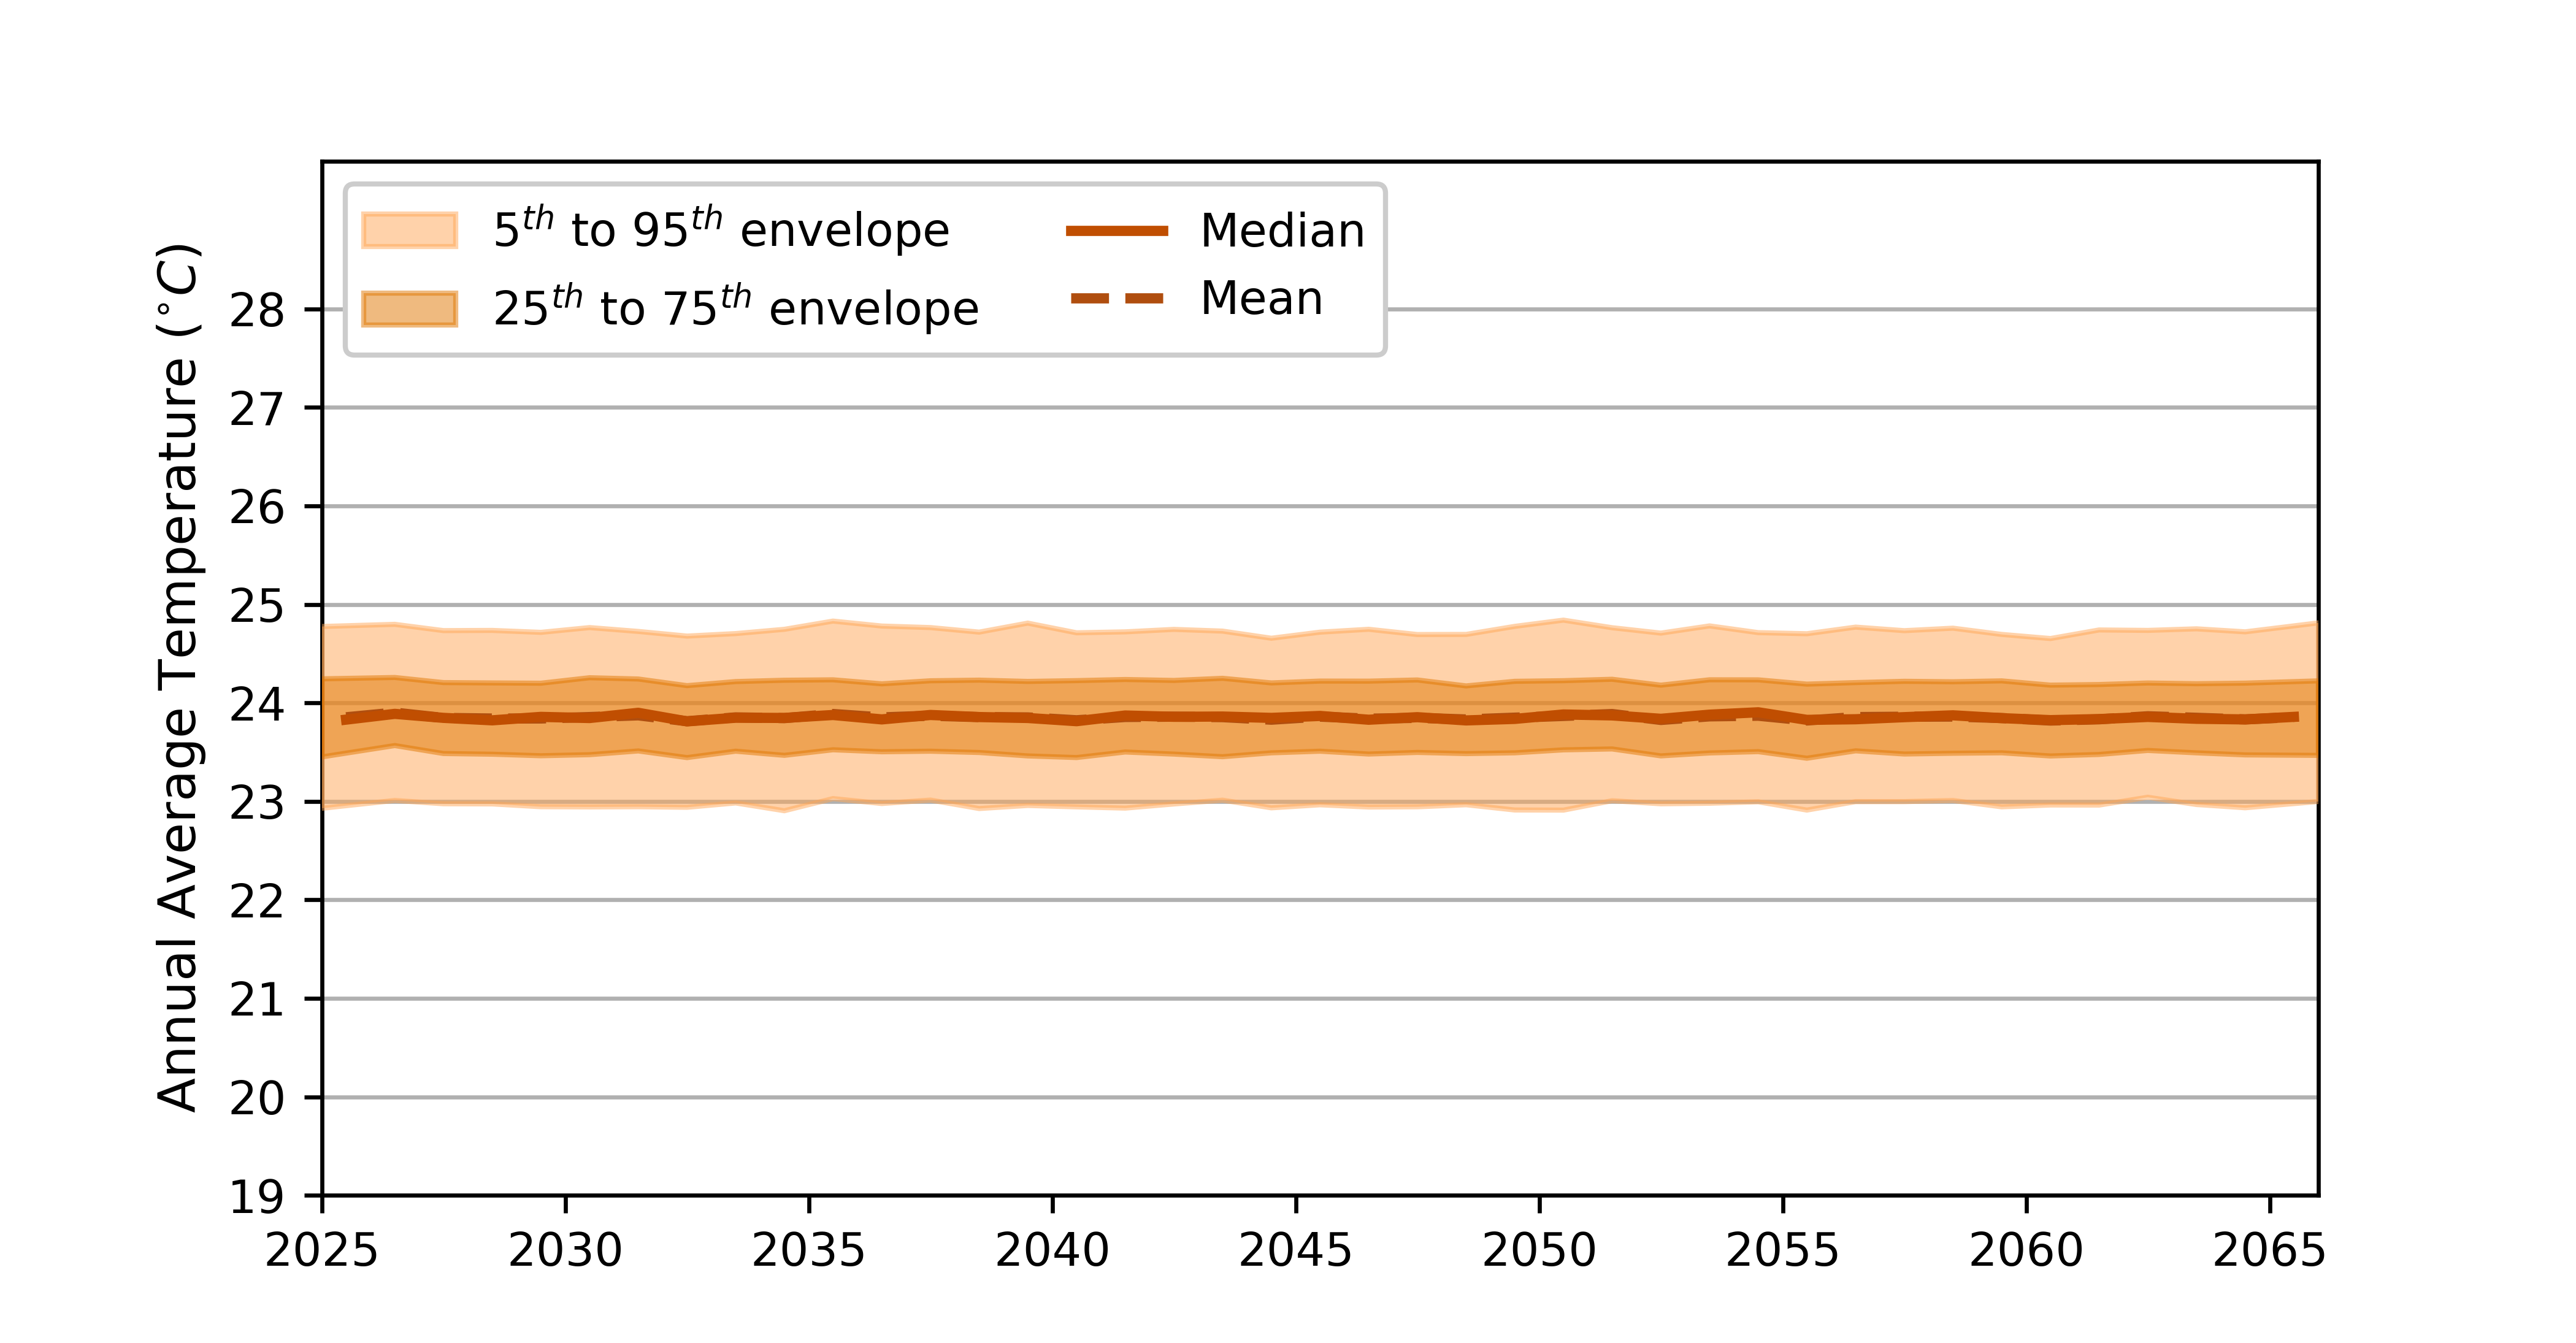 5th to 95th envelope
25th to 75th envelope
Median
Mean
Annual Average Temperature (°C)
28
27
26
25
24
23
22
21
20
19
2025 2030 2035 2040 2045 2050 2055 2060 2065